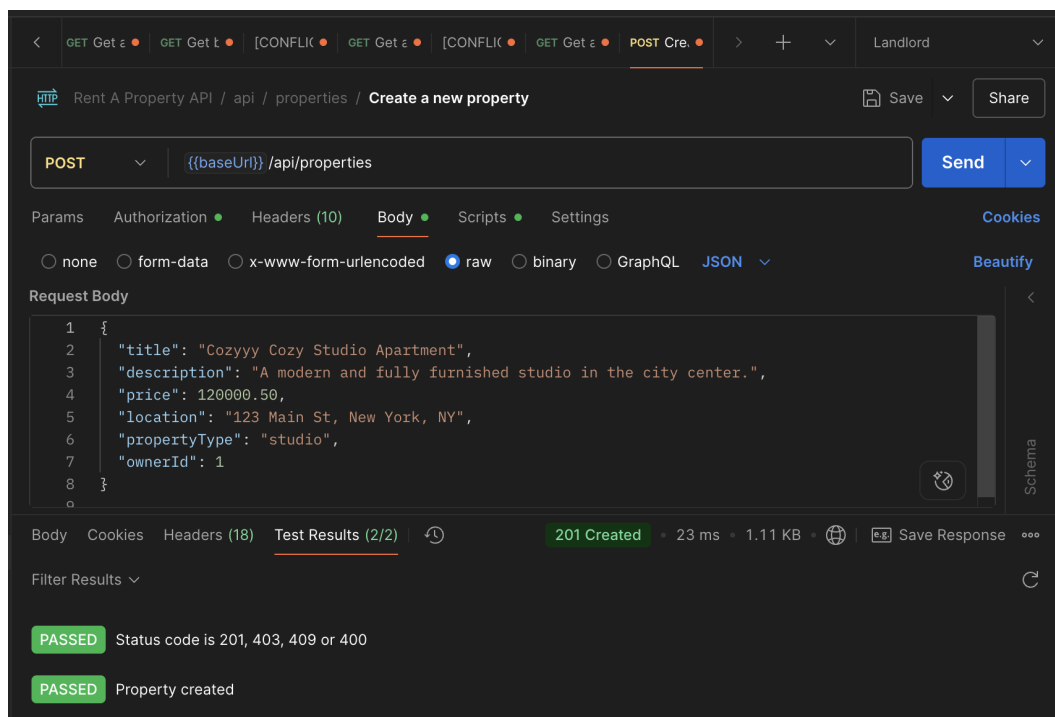 GET Get a GET Get b [CONFLIC GET Get a [CONFLIC GET Get a POST Cre. Landlord
HTTP Rent A Property API / api / properties / Create a new property Save Share
POST {{baseUrl}} /api/properties Send
Params Authorization Headers (10) Body Scripts Settings Cookies
none form-data x-www-form-urlencoded raw binary GraphQL JSON Beautify
Request Body
1 {
2 "title": "Cozyyy Cozy Studio Apartment",
3 "description": "A modern and fully furnished studio in the city center.",
4 "price": 120000.50,
5 "location": "123 Main St, New York, NY",
6 "propertyType": "studio",
7 "ownerId": 1
8 }
9
Schema
Body Cookies Headers (18) Test Results (2/2) 201 Created 23 ms 1.11 KB e.g. Save Response
Filter Results
PASSED Status code is 201, 403, 409 or 400
PASSED Property created